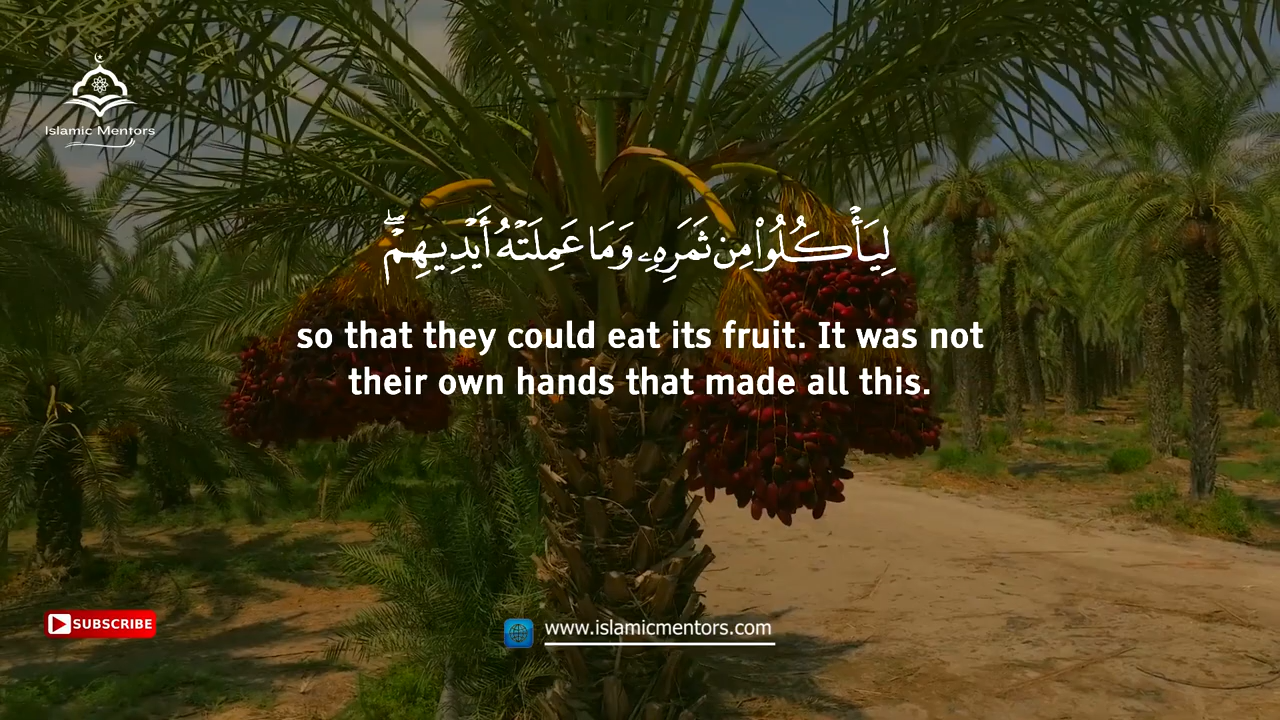 Islamic Mentors
لِيَأْكُلُوا۟ مِن ثَمَرِهِۦ وَمَا عَمِلَتْهُ أَيْدِيهِمْ ۖ
so that they could eat its fruit. It was not
their own hands that made all this.
SUBSCRIBE
www.islamicmentors.com